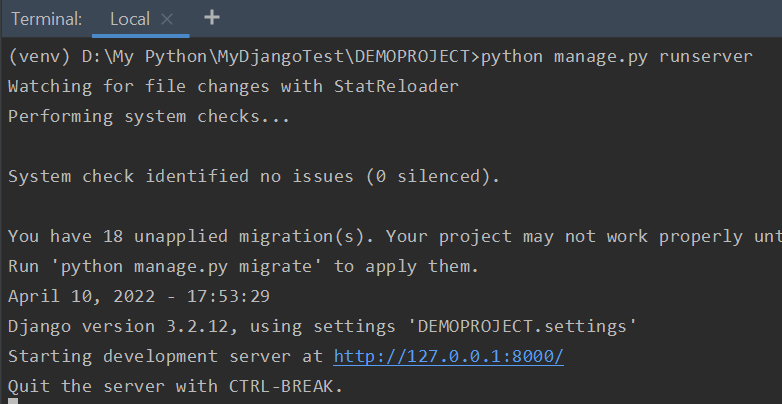 Terminal: Local × +
(venv) D:\My Python\MyDjangoTest\DEMOPROJECT>python manage.py runserver
Watching for file changes with StatReloader
Performing system checks...
System check identified no issues (0 silenced).
You have 18 unapplied migration(s). Your project may not work properly unt
Run 'python manage.py migrate' to apply them.
April 10, 2022 - 17:53:29
Django version 3.2.12, using settings 'DEMOPROJECT.settings'
Starting development server at http://127.0.0.1:8000/
Quit the server with CTRL-BREAK.